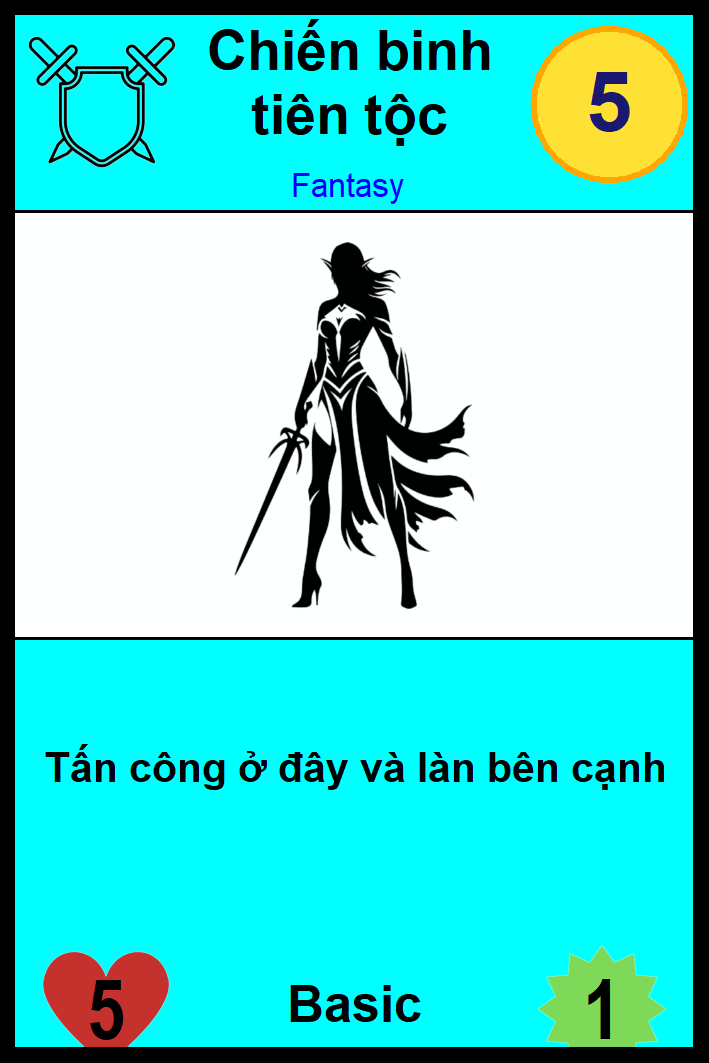 Chiến binh
tiên tộc
5
Fantasy
Tấn công ở đây và làn bên cạnh
5
Basic
1